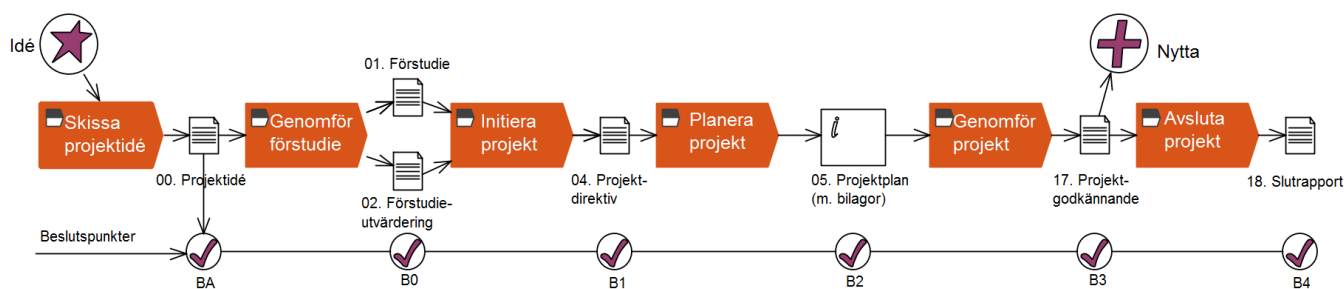 Idé
Skissa
projektidé
00. Projektidé
Genomför
förstudie
01. Förstudie
02. Förstudie-
utvärdering
Initiera
projekt
04. Projekt-
direktiv
Planera
projekt
i
05. Projektplan
(m. bilagor)
Genomför
projekt
17. Projekt-
godkännande
Nytta
Avsluta
projekt
18. Slutrapport
Beslutspunkter
BA
B0
B1
B2
B3
B4